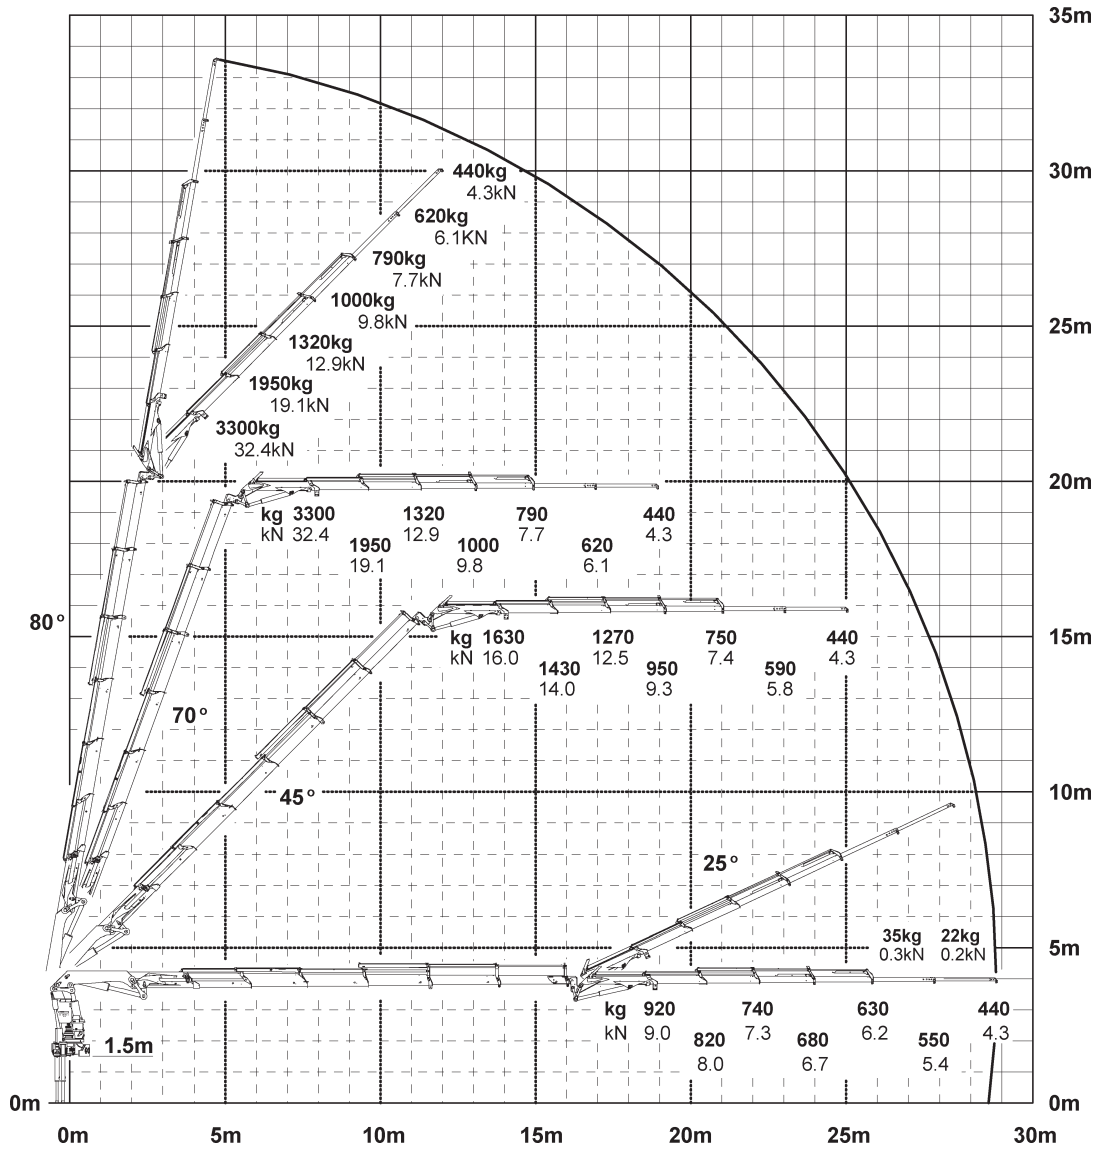 35m
30m
440kg
4.3kN
620kg
6.1KN
790kg
7.7kN
1000kg
9.8kN
25m
1320kg
12.9kN
1950kg
19.1kN
3300kg
32.4kN
20m
kg 3300 1320 790 440
kN 32.4 12.9 7.7 4.3
1950 1000 620
19.1 9.8 6.1
80°
15m
kg 1630 1270 750 440
kN 16.0 12.5 7.4 4.3
1430 950 590
14.0 9.3 5.8
70°
45°
10m
25°
35kg 22kg
0.3kN 0.2kN
5m
kg 920 740 630 440
kN 9.0 7.3 6.2 4.3
820 680 550
8.0 6.7 5.4
1.5m
0m 0m
0m 5m 10m 15m 20m 25m 30m